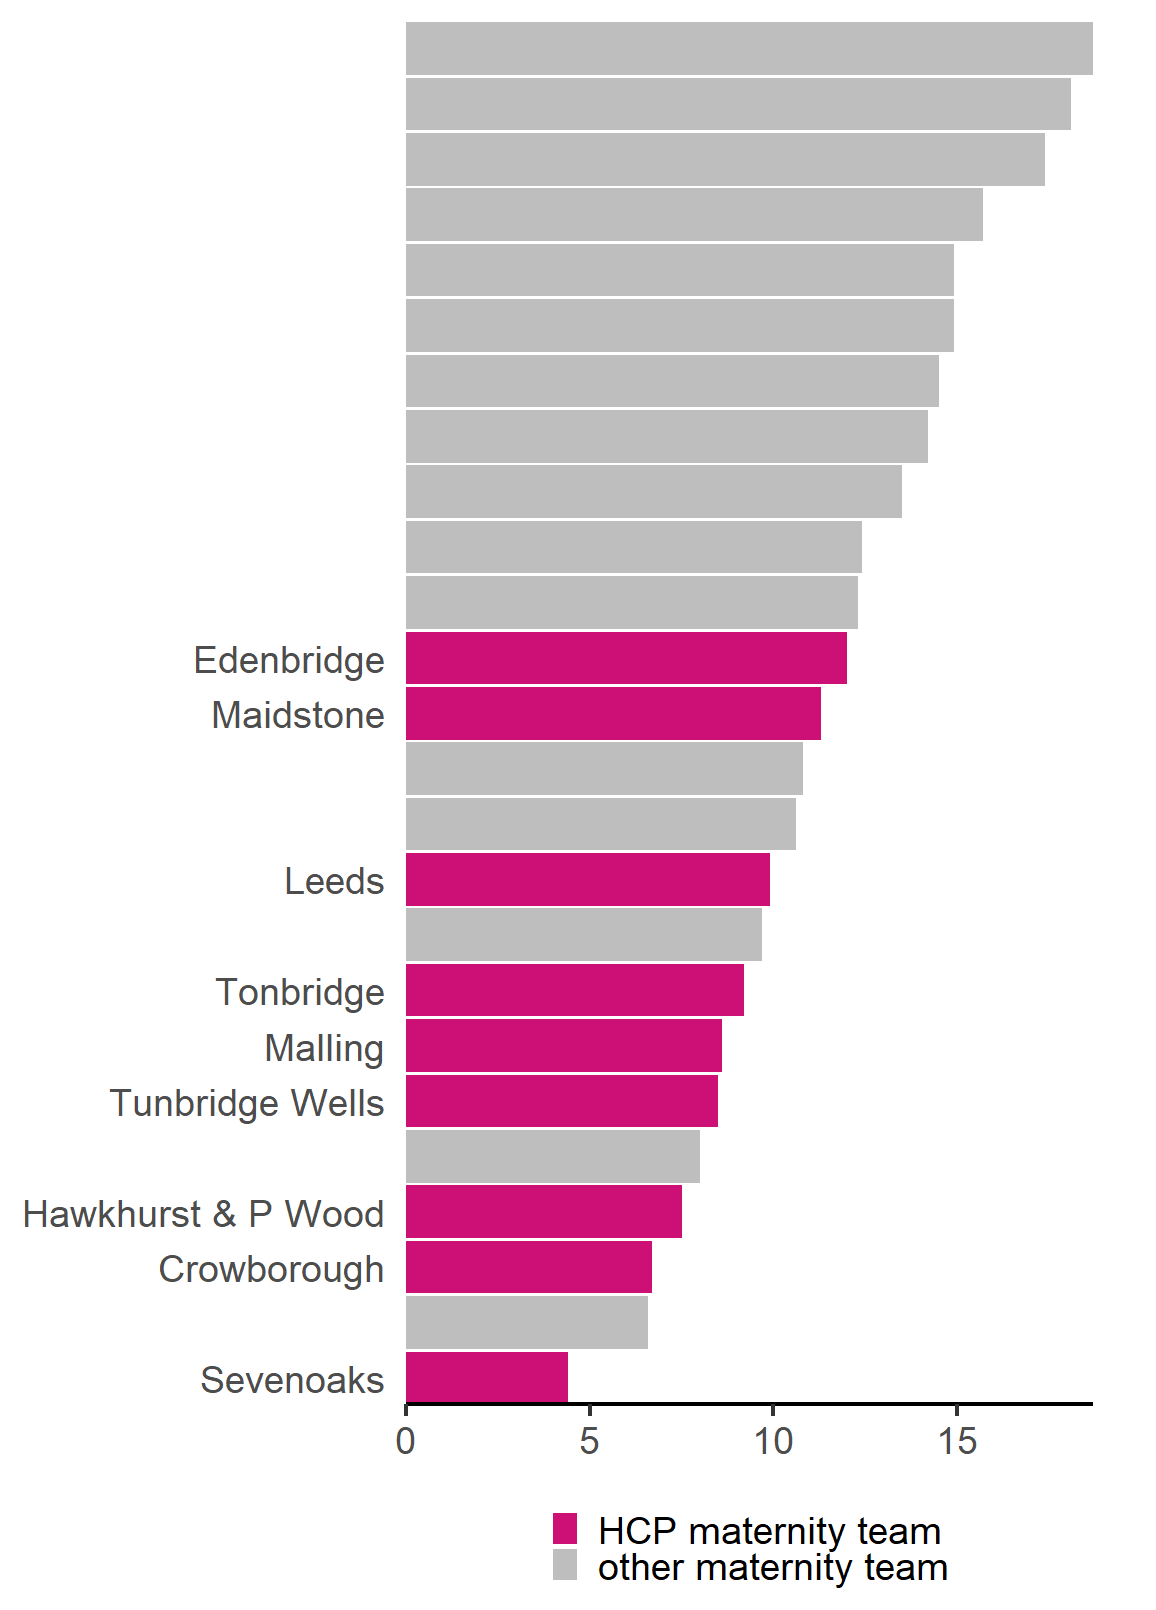 Edenbridge
Maidstone
Leeds
Tonbridge
Malling
Tunbridge Wells
Hawkhurst & P Wood
Crowborough
Sevenoaks
0 5 10 15
HCP maternity team
other maternity team